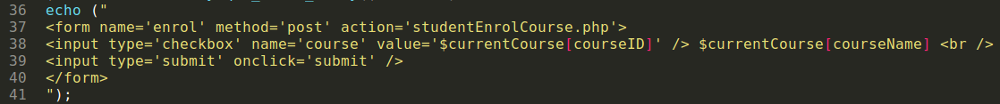 36 echo ("
37 <form name='enrol' method='post' action='studentEnrolCourse.php'>
38 <input type='checkbox' name='course' value='$currentCourse[courseID]' /> $currentCourse[courseName] <br />
39 <input type='submit' onclick='submit' />
40 </form>
41 ");